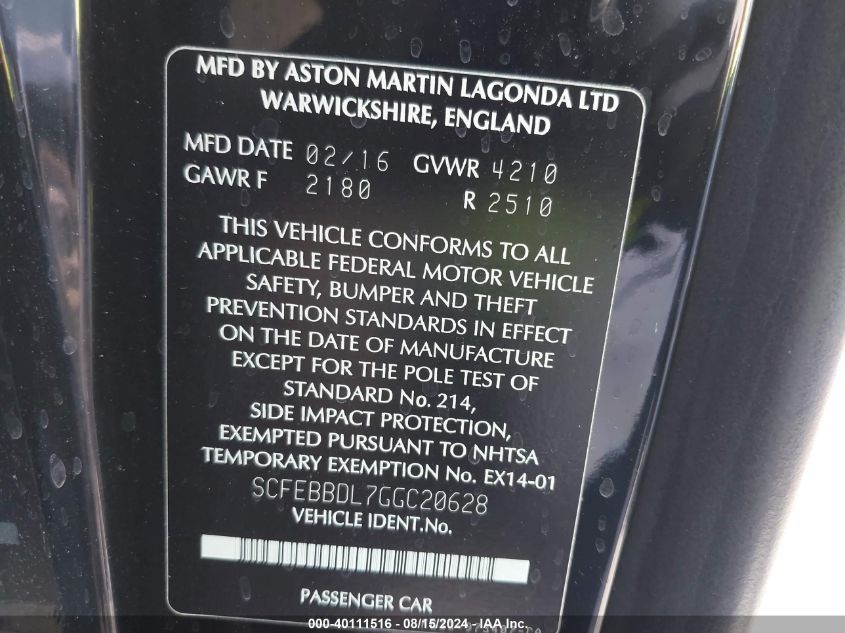 MFD BY ASTON MARTIN LAGONDA LTD
WARWICKSHIRE, ENGLAND
MFD DATE 02/16 GVWR 4210
GAWR F 2180 R 2510
THIS VEHICLE CONFORMS TO ALL
APPLICABLE FEDERAL MOTOR VEHICLE
SAFETY, BUMPER AND THEFT
PREVENTION STANDARDS IN EFFECT
ON THE DATE OF MANUFACTURE
EXCEPT FOR THE POLE TEST OF
STANDARD No. 214,
SIDE IMPACT PROTECTION,
EXEMPTED PURSUANT TO NHTSA
TEMPORARY EXEMPTION No. EX14-01
SCFEBBDL7GGC20628
VEHICLE IDENT.No.
PASSENGER CAR
000-40111516 - 08/15/2024 - IAA Inc.